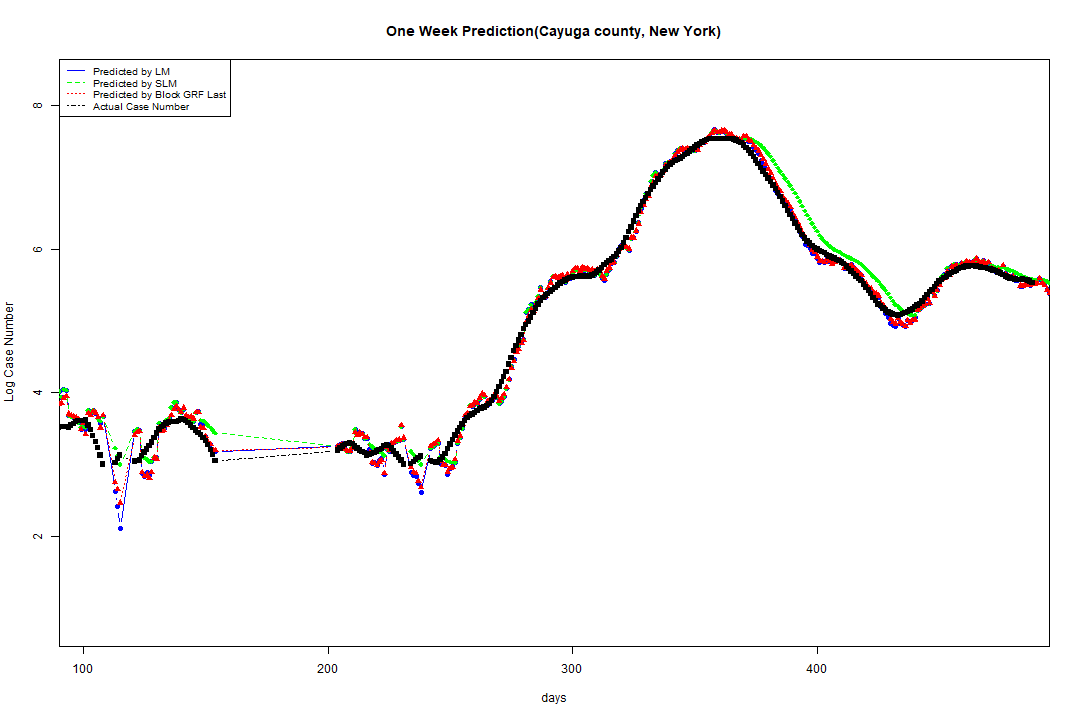 One Week Prediction(Cayuga county, New York)
Predicted by LM
Predicted by SLM
Predicted by Block GRF Last
Actual Case Number
8
6
4
2
Log Case Number
100 200 300 400
days